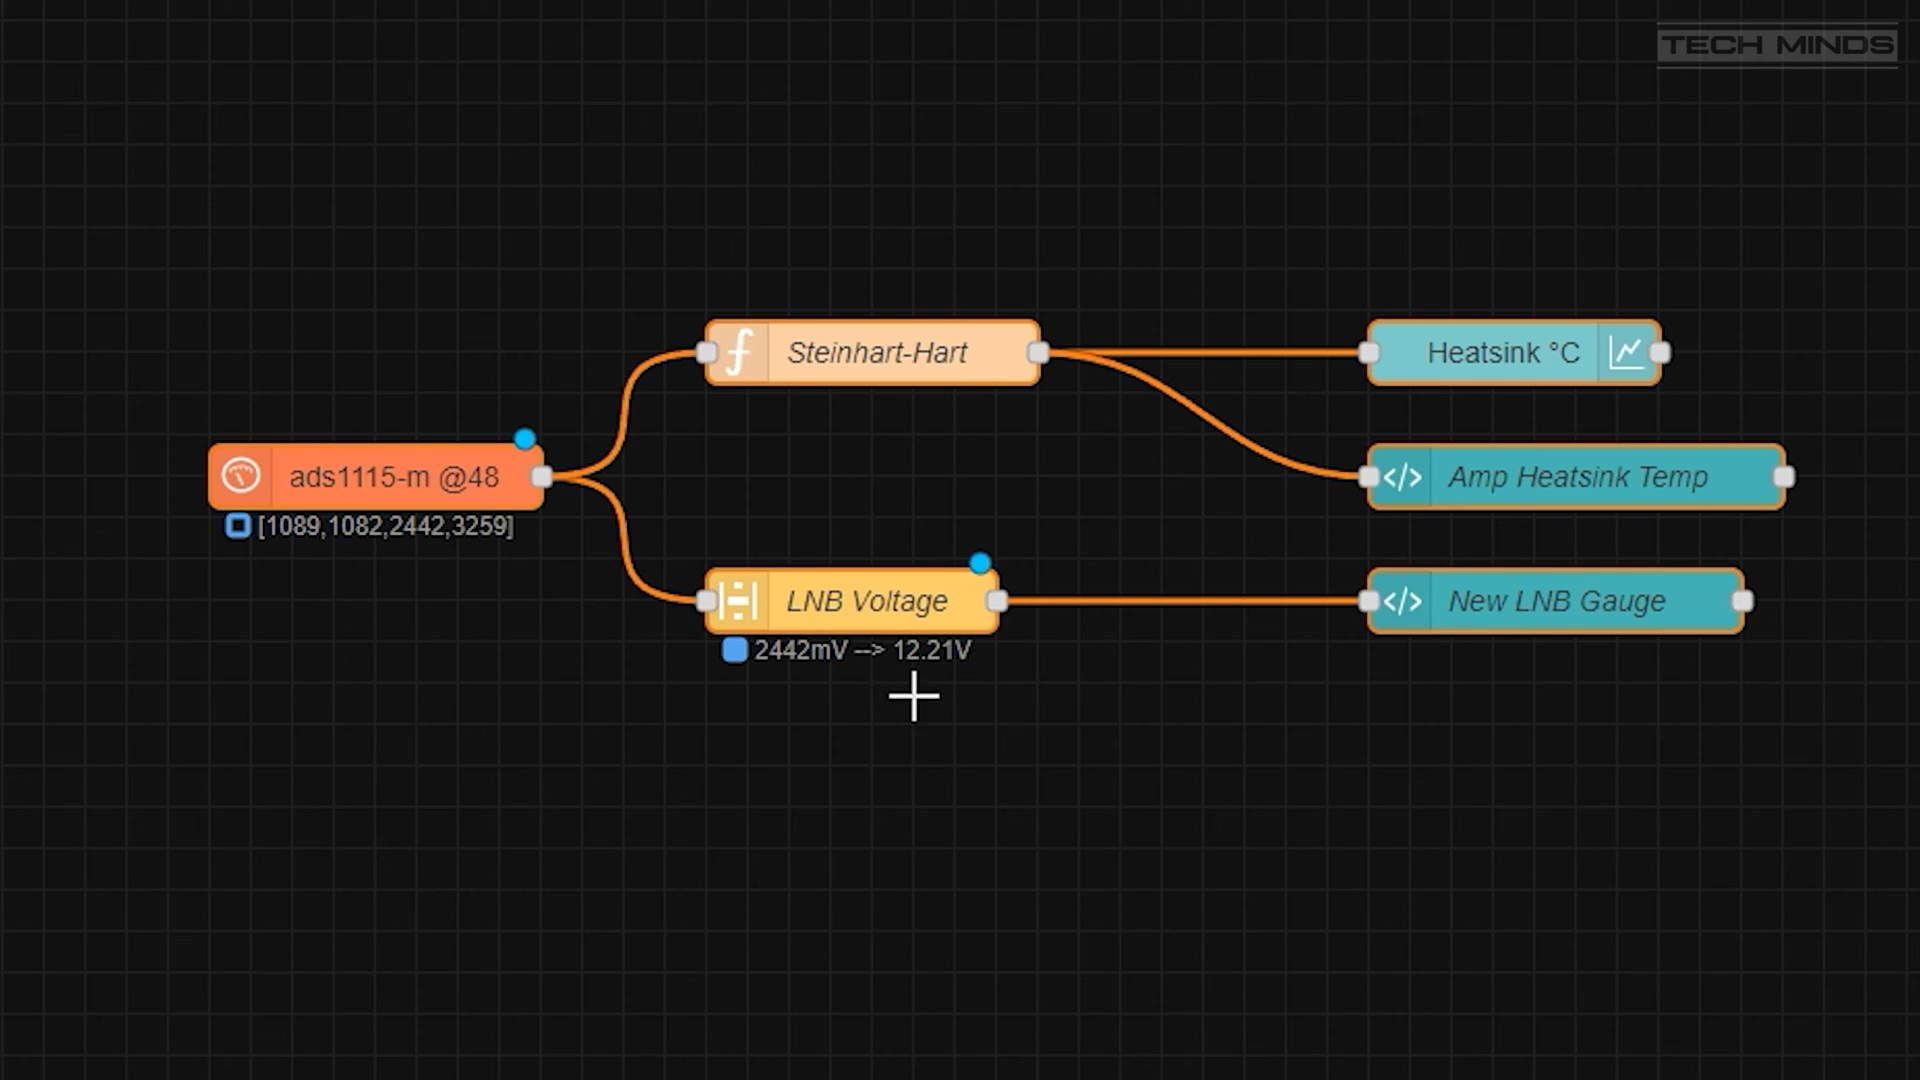 TECH MINDS
Steinhart-Hart
Heatsink °C
ads1115-m @48
[1089,1082,2442,3259]
Amp Heatsink Temp
LNB Voltage
2442mV --> 12.21V
New LNB Gauge